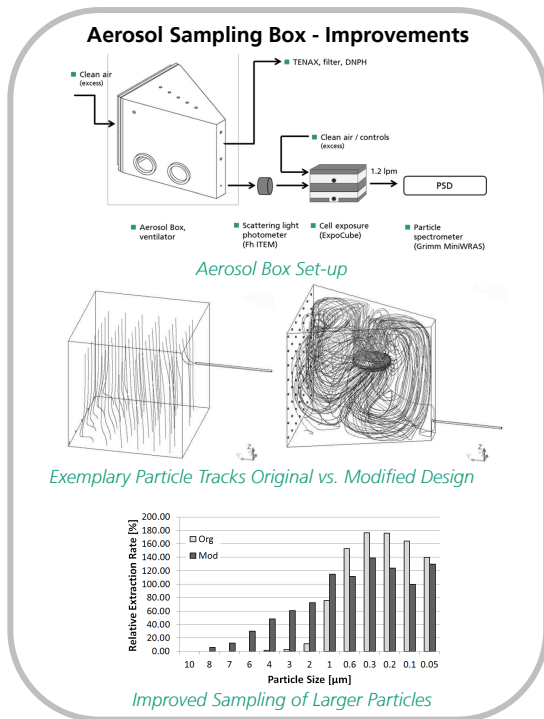 Aerosol Sampling Box - Improvements
Clean air
(excess)
TENAX, filter, DNPH
Clean air / controls
(excess)
1.2 lpm
PSD
Aerosol Box,
ventilator
Scattering light
photometer
(Fh ITEM)
Cell exposure
(ExpoCube)
Particle
spectrometer
(Grimm MiniWRAS)
Aerosol Box Set-up
Z
Y
Z
Y
Exemplary Particle Tracks Original vs. Modified Design
Relative Extraction Rate [%]
200.00
180.00
160.00
140.00
120.00
100.00
80.00
60.00
40.00
20.00
0.00
Org
Mod
10 8 7 6 4 3 2 1 0.6 0.3 0.2 0.1 0.05
Particle Size [µm]
Improved Sampling of Larger Particles